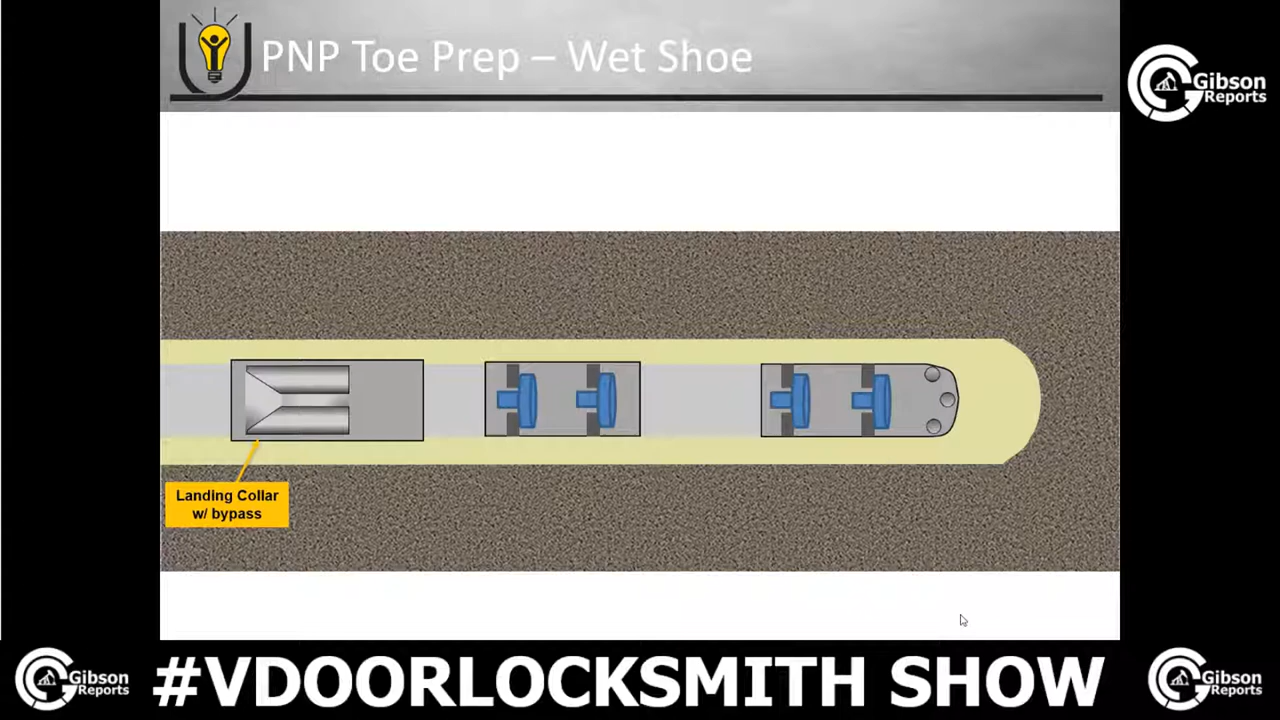 PNP Toe Prep – Wet Shoe
Gibson
Reports
Landing Collar
w/ bypass
Gibson
Reports
#VDOORLOCKSMITH SHOW
Gibson
Reports